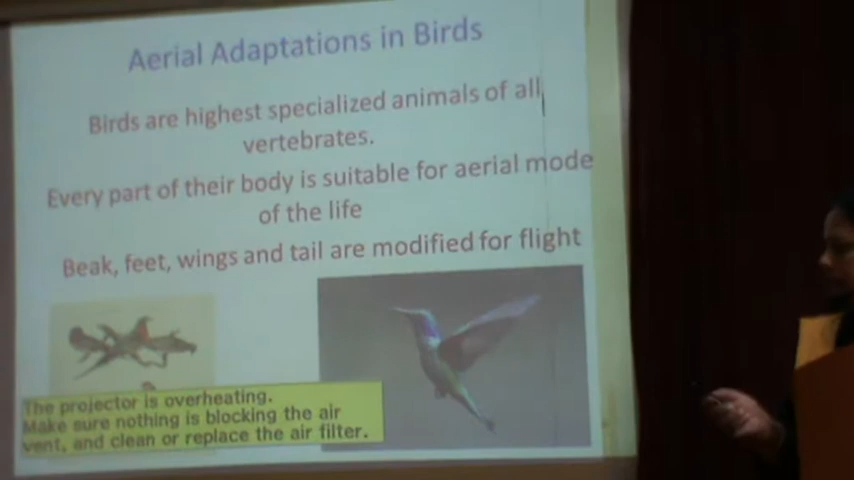 Aerial Adaptations in Birds
Birds are highest specialized animals of all
vertebrates.
Every part of their body is suitable for aerial mode
of the life
Beak, feet, wings and tail are modified for flight
The projector is overheating.
Make sure nothing is blocking the air
vent, and clean or replace the air filter.